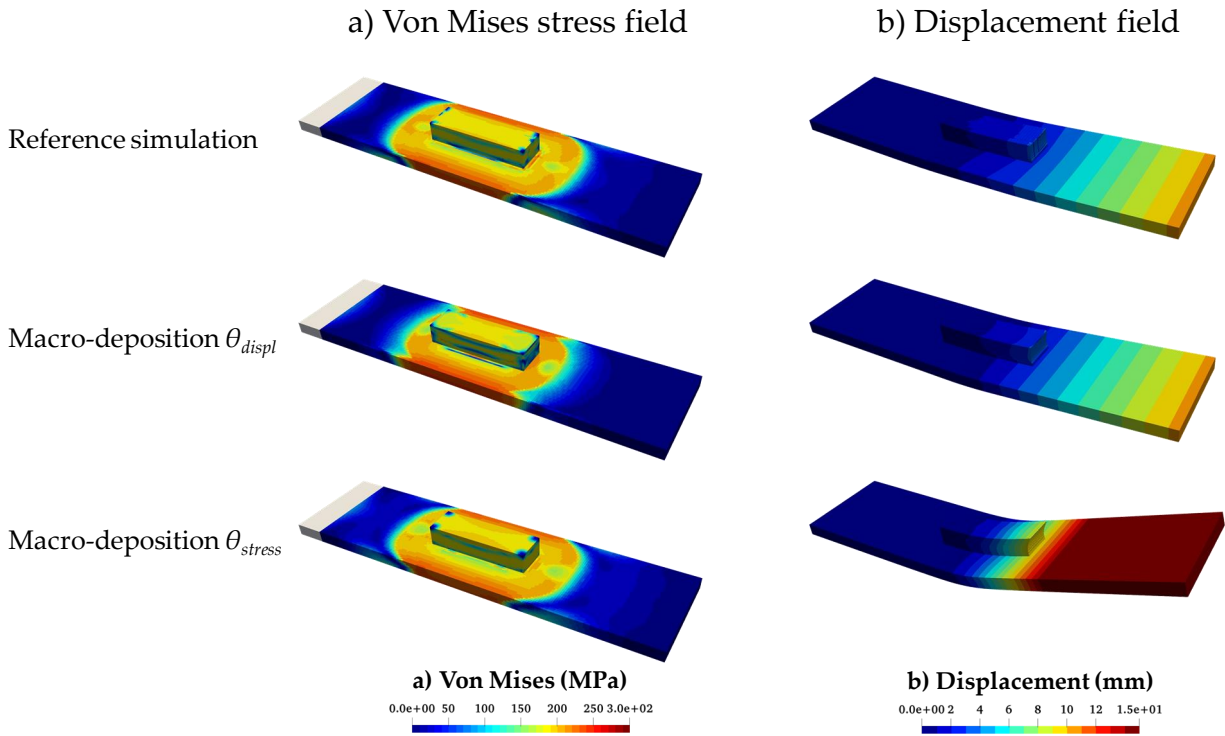 a) Von Mises stress field
b) Displacement field
Reference simulation
Macro-deposition θdispl
Macro-deposition θstress
a) Von Mises (MPa)
0.0e+00 50 100 150 200 250 3.0e+02
b) Displacement (mm)
0.0e+00 2 4 6 8 10 12 1.5e+01